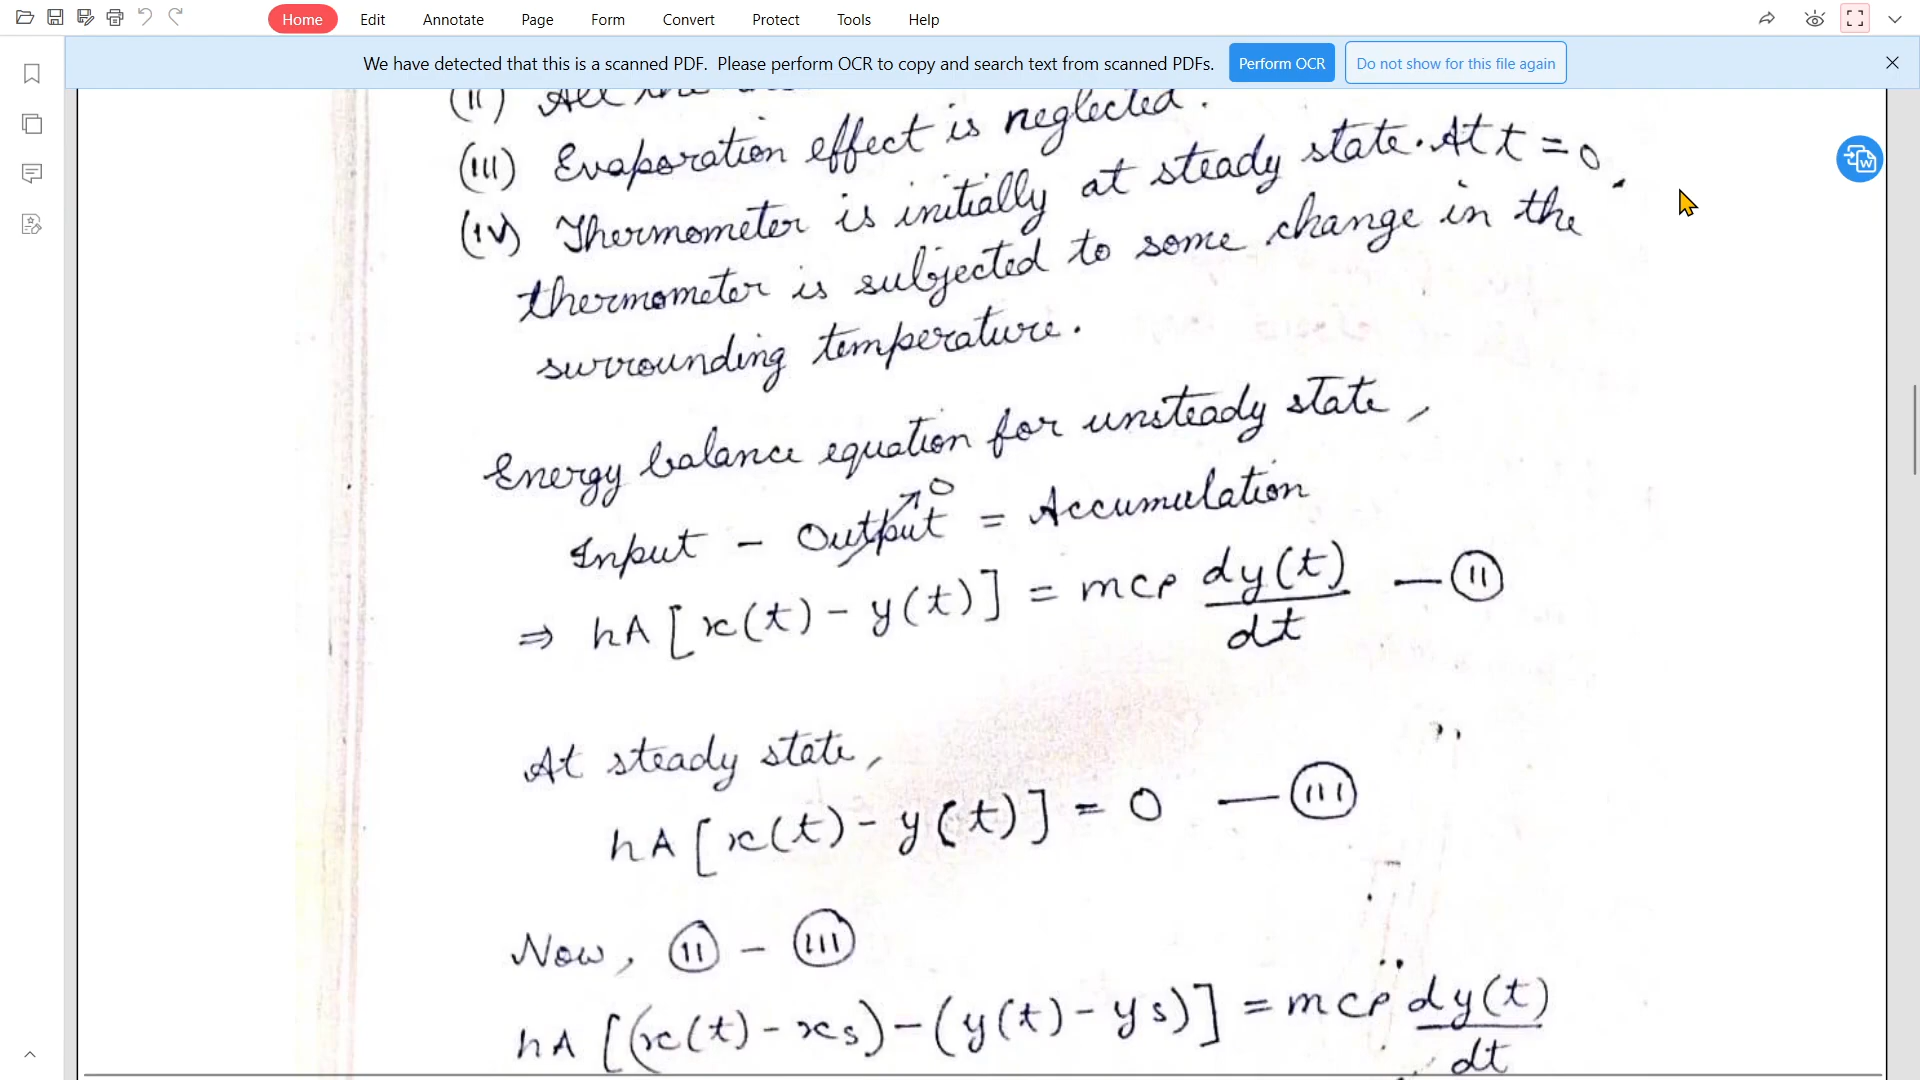 Home Edit Annotate Page Form Convert Protect Tools Help
We have detected that this is a scanned PDF. Please perform OCR to copy and search text from scanned PDFs. Perform OCR Do not show for this file again
(II) All the
(III) Evaporation effect is neglected.
(IV) Thermometer is initially at steady state. At t = 0,
thermometer is subjected to some change in the
surrounding temperature.
Energy balance equation for unsteady state,
Input - Output ↗ 0 = Accumulation
⇒ hA [x(t) - y(t)] = mcp dy(t)/dt — (II)
At steady state,
hA [x(t) - y(t)] = 0 — (III)
Now, (II) - (III)
hA [(x(t) - xs) - (y(t) - ys)] = mcp dy(t)/dt